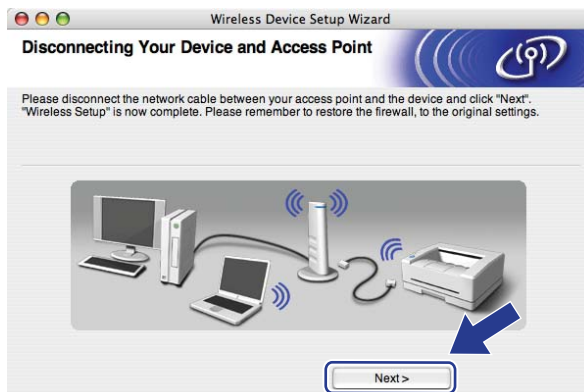 Wireless Device Setup Wizard
Disconnecting Your Device and Access Point
Please disconnect the network cable between your access point and the device and click "Next".
"Wireless Setup" is now complete. Please remember to restore the firewall, to the original settings.
Next >